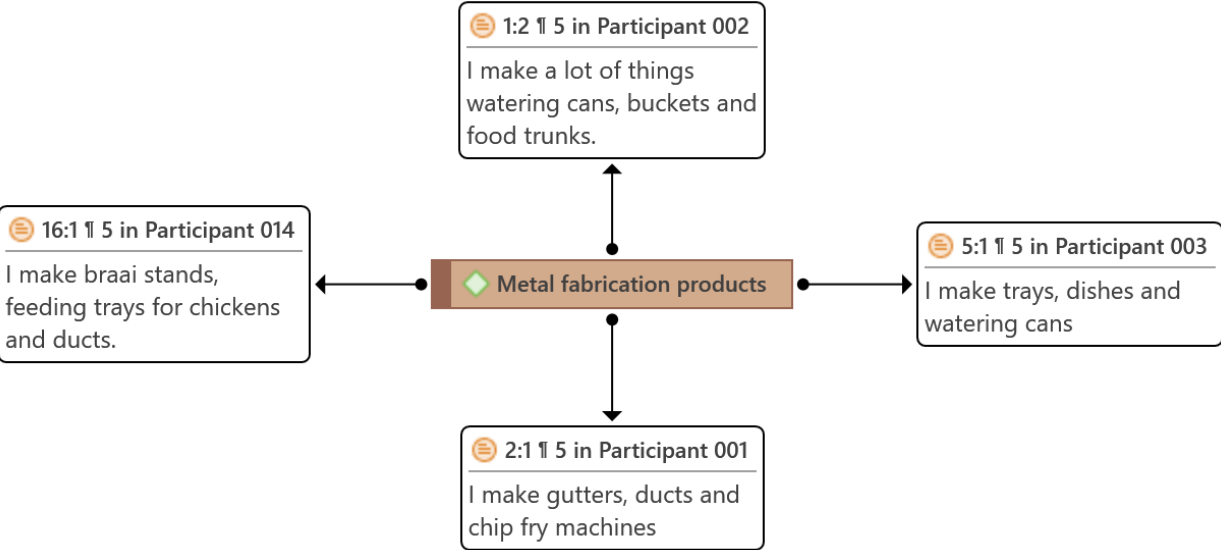 1:2 ¶ 5 in Participant 002
I make a lot of things
watering cans, buckets and
food trunks.
16:1 ¶ 5 in Participant 014
I make braai stands,
feeding trays for chickens
and ducts.
Metal fabrication products
5:1 ¶ 5 in Participant 003
I make trays, dishes and
watering cans
2:1 ¶ 5 in Participant 001
I make gutters, ducts and
chip fry machines